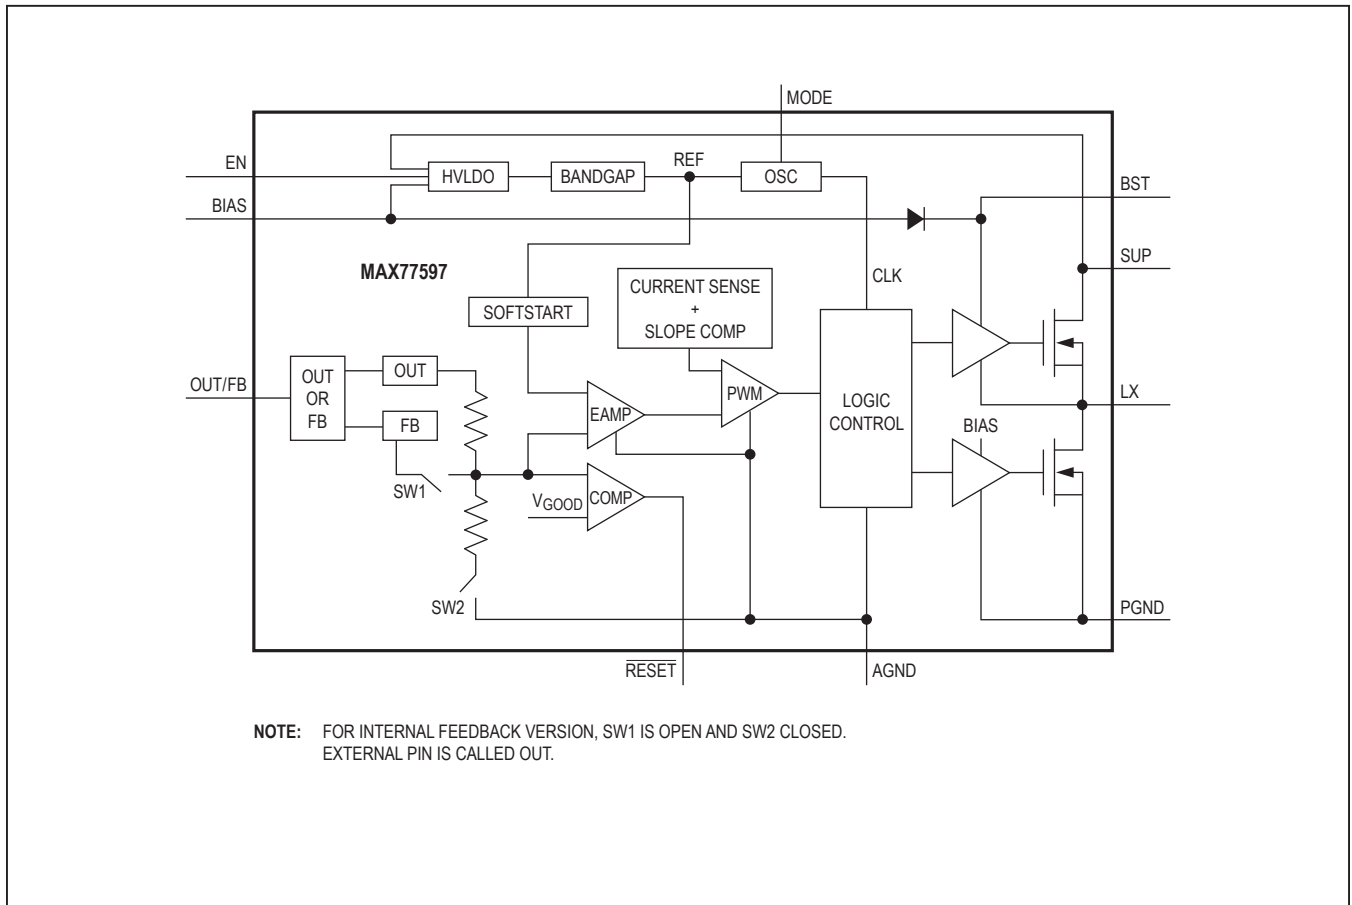 MODE
EN
HVLDO
BANDGAP
REF
OSC
BST
BIAS
SUP
MAX77597
CLK
CURRENT SENSE
+
SLOPE COMP
SOFTSTART
OUT/FB
OUT
OR
FB
OUT
FB
EAMP
PWM
LOGIC
CONTROL
LX
BIAS
SW1
VGOOD
COMP
SW2
PGND
RESET
AGND
NOTE: FOR INTERNAL FEEDBACK VERSION, SW1 IS OPEN AND SW2 CLOSED.
EXTERNAL PIN IS CALLED OUT.